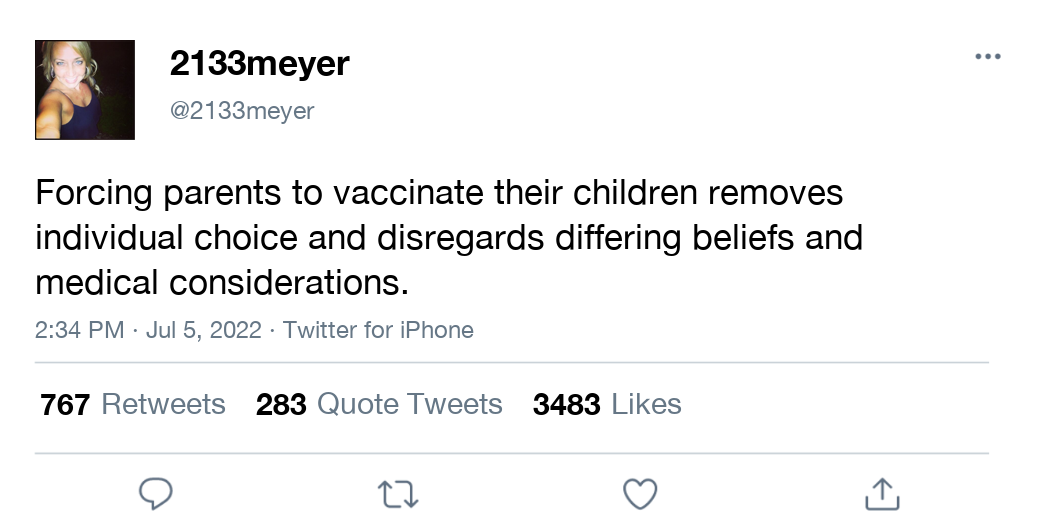 2133meyer
@2133meyer
Forcing parents to vaccinate their children removes
individual choice and disregards differing beliefs and
medical considerations.
2:34 PM · Jul 5, 2022 · Twitter for iPhone
767 Retweets 283 Quote Tweets 3483 Likes